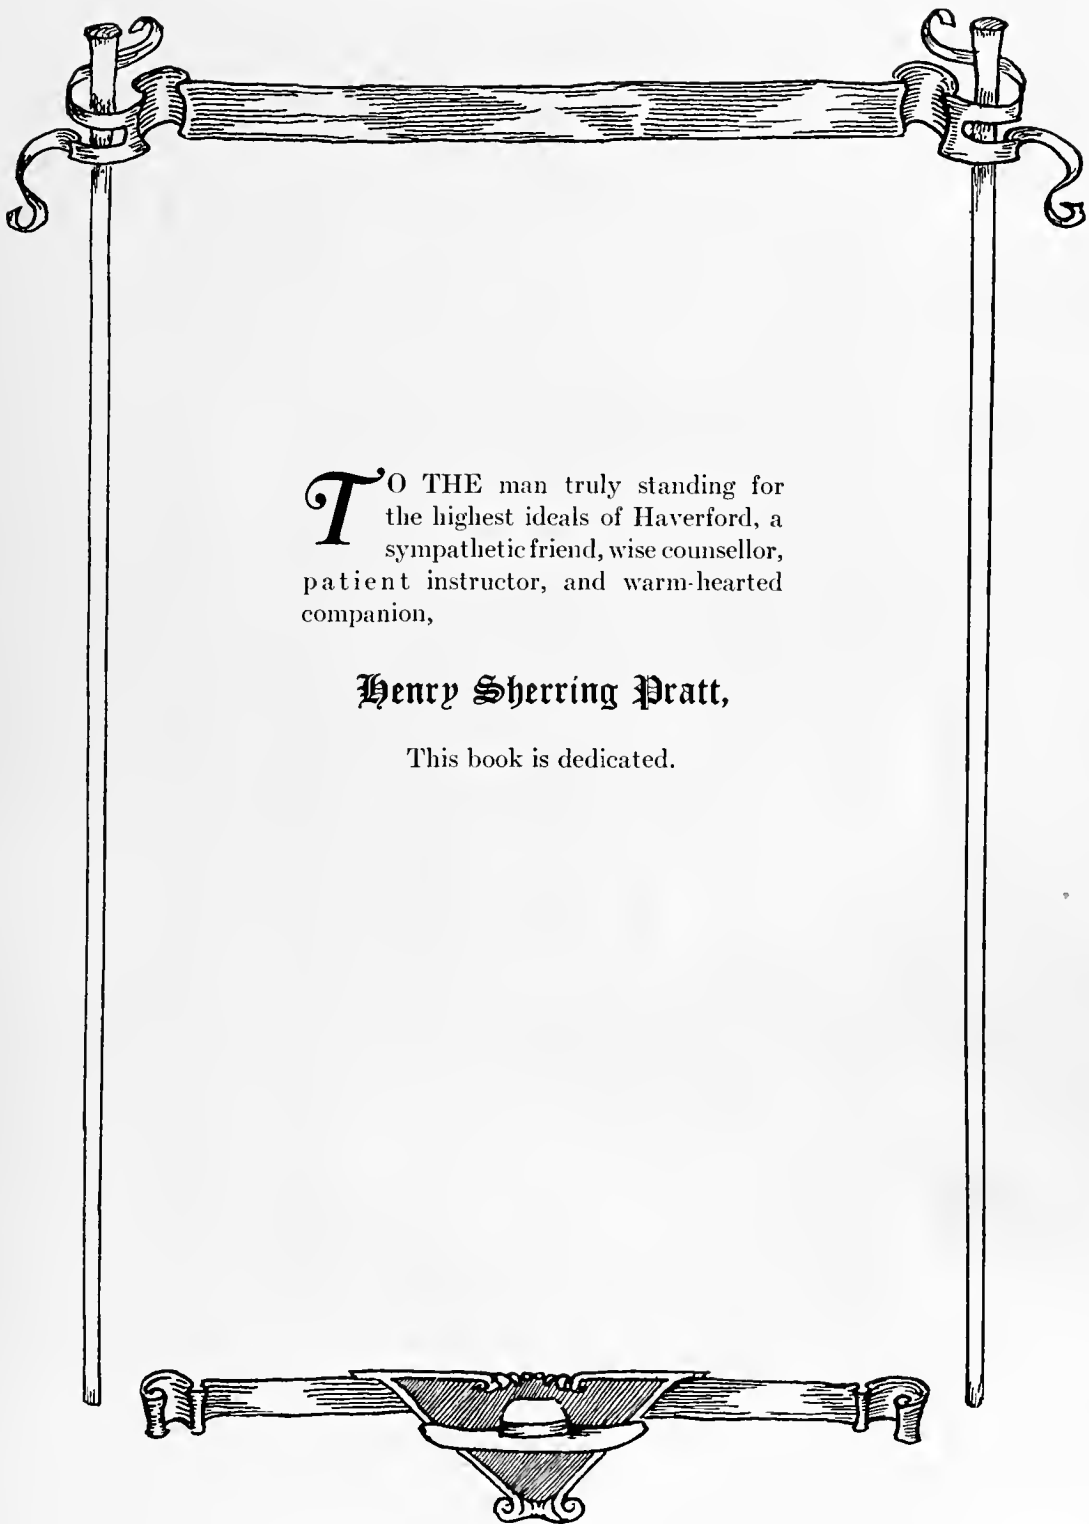 TO THE man truly standing for
the highest ideals of Haverford, a
sympathetic friend, wise counsellor,
patient instructor, and warm-hearted
companion,
Henry Sherring Pratt,
This book is dedicated.